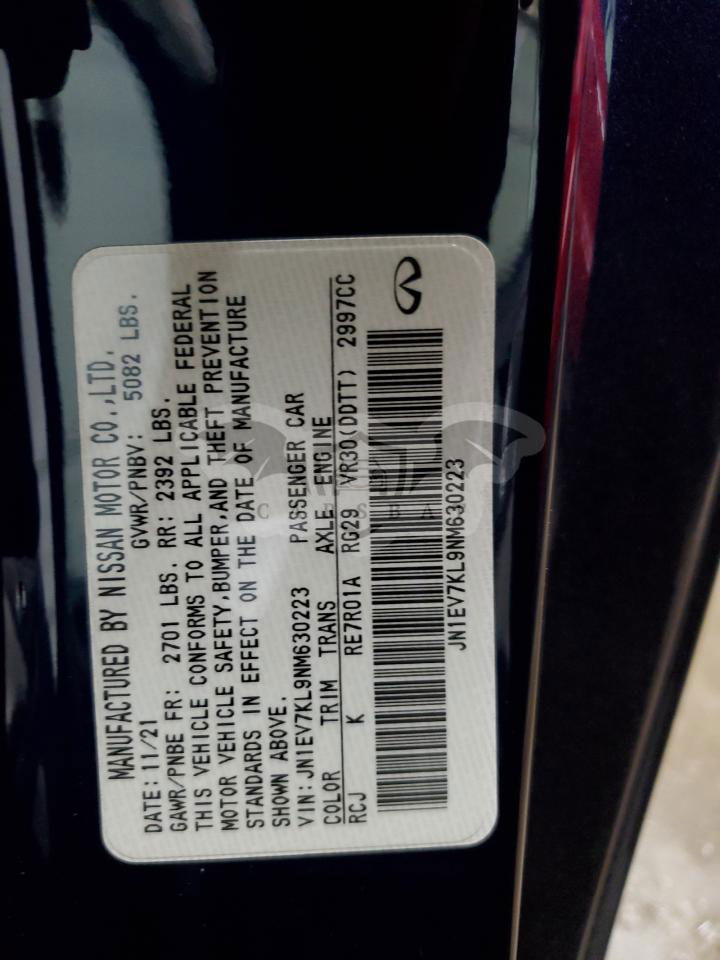 MANUFACTURED BY NISSAN MOTOR CO.,LTD.
DATE: 11/21 GVWR/PNBV: 5082 LBS.
GAWR/PNBE FR: 2701 LBS. RR: 2392 LBS.
THIS VEHICLE CONFORMS TO ALL APPLICABLE FEDERAL
MOTOR VEHICLE SAFETY,BUMPER,AND THEFT PREVENTION
STANDARDS IN EFFECT ON THE DATE OF MANUFACTURE
SHOWN ABOVE.
VIN:JN1EV7KL9NM630223 PASSENGER CAR
COLOR TRIM TRANS AXLE ENGINE
RCJ K RE7R01A RG29 VR30(DDTT) 2997CC
JN1EV7KL9NM630223